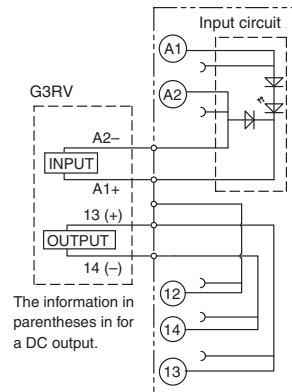 Input circuit
A1
G3RV
A2
A2–
INPUT
A1+
13 (+)
OUTPUT
14 (–)
12
The information in
parentheses in for
a DC output.
14
13